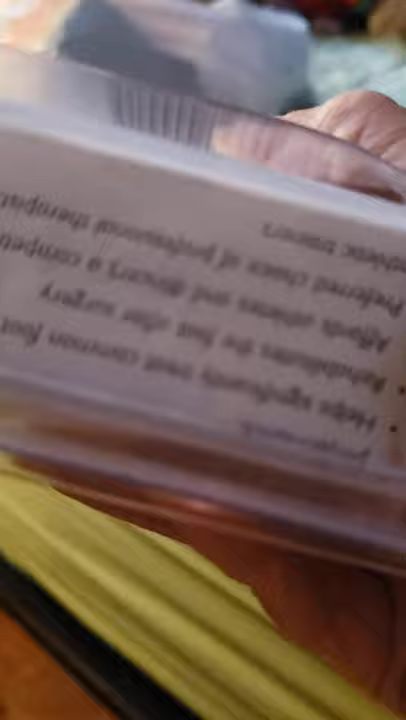 Helps significantly treat common foot
Rehabilitates the foot after surgery
Affords athletes and dancers a
Preferred choice of professional
athletic trainers